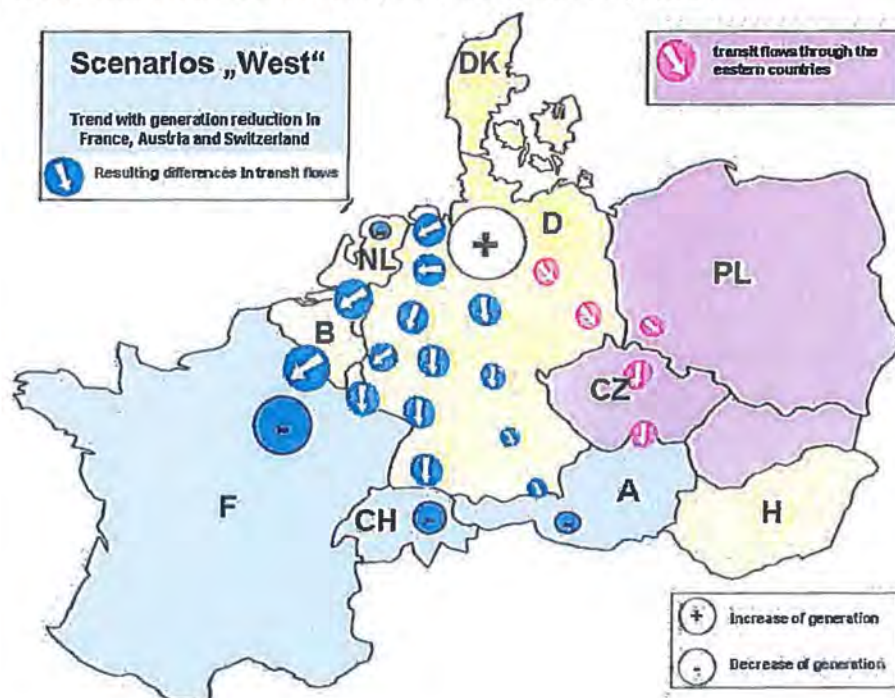 Scenarios „West“
Trend with generation reduction in
France, Austria and Switzerland
Resulting differences in transit flows
transit flows through the
eastern countries
DK
D
+
NL
PL
B
CZ
F
CH
A
H
+ Increase of generation
- Decrease of generation